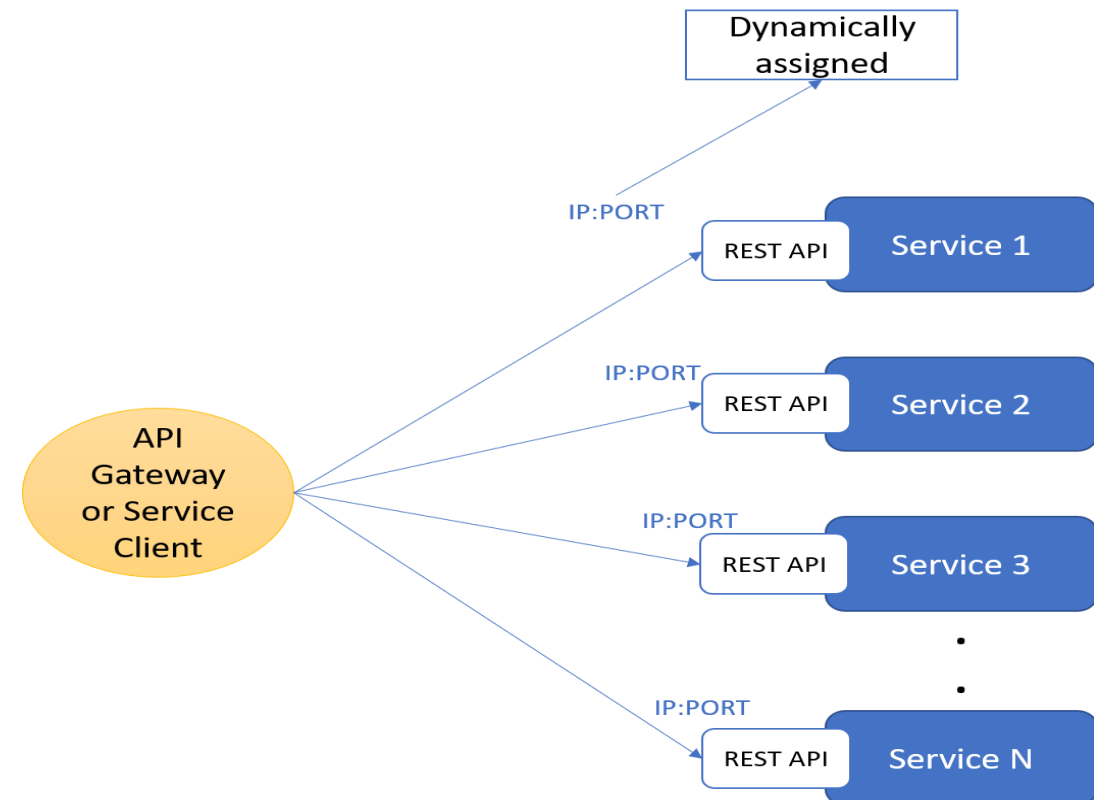 Dynamically
assigned
IP:PORT
REST API
Service 1
IP:PORT
REST API
Service 2
API
Gateway
or Service
Client
IP:PORT
REST API
Service 3
.
.
IP:PORT
REST API
Service N